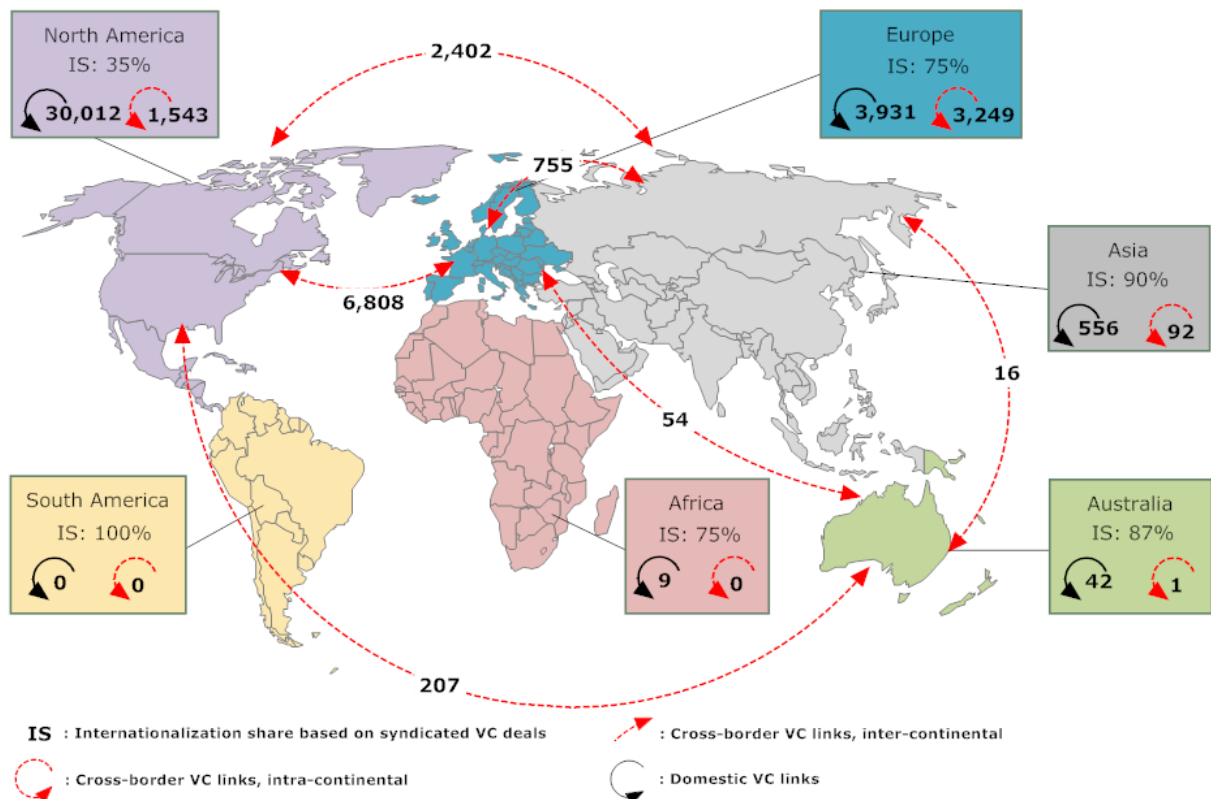 North America
IS: 35%
30,012 1,543
2,402
Europe
IS: 75%
3,931 3,249
755
6,808
Asia
IS: 90%
556 92
16
54
South America
IS: 100%
0 0
Africa
IS: 75%
9 0
Australia
IS: 87%
42 1
207
IS : Internationalization share based on syndicated VC deals
: Cross-border VC links, inter-continental
: Cross-border VC links, intra-continental
: Domestic VC links